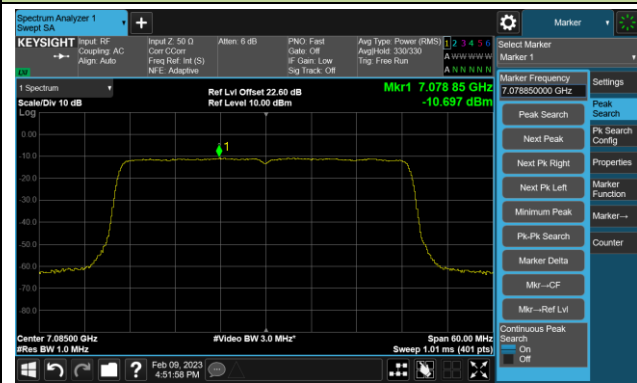 Spectrum Analyzer 1
Swept SA
Marker
KEYSIGHT
Input: RF
Coupling: AC
Align: Auto
Input Z: 50 Ω
Corr CCorr
Freq Ref: Int (S)
NFE: Adaptive
Atten: 6 dB
PNO: Fast
Gate: Off
IF Gain: Low
Sig Track: Off
Avg Type: Power (RMS)
Avg|Hold: 330/330
Trig: Free Run
1 2 3 4 5 6
A W W W W W
A N N N N N
Select Marker
Marker 1
1 Spectrum
Scale/Div 10 dB
Log
Ref Lvl Offset 22.60 dB
Ref Level 10.00 dBm
Mkr1 7.078 85 GHz
-10.697 dBm
1
0.00
-10.0
-20.0
-30.0
-40.0
-50.0
-60.0
-70.0
-80.0
Center 7.08500 GHz
#Res BW 1.0 MHz
#Video BW 3.0 MHz*
Span 60.00 MHz
Sweep 1.01 ms (401 pts)
Marker Frequency
7.078850000 GHz
Peak Search
Next Peak
Next Pk Right
Next Pk Left
Minimum Peak
Pk-Pk Search
Marker Delta
Mkr→CF
Mkr→Ref Lvl
Continuous Peak
Search
On
Off
Settings
Peak
Search
Pk Search
Config
Properties
Marker
Function
Marker→
Counter
?
Feb 09, 2023
4:51:58 PM